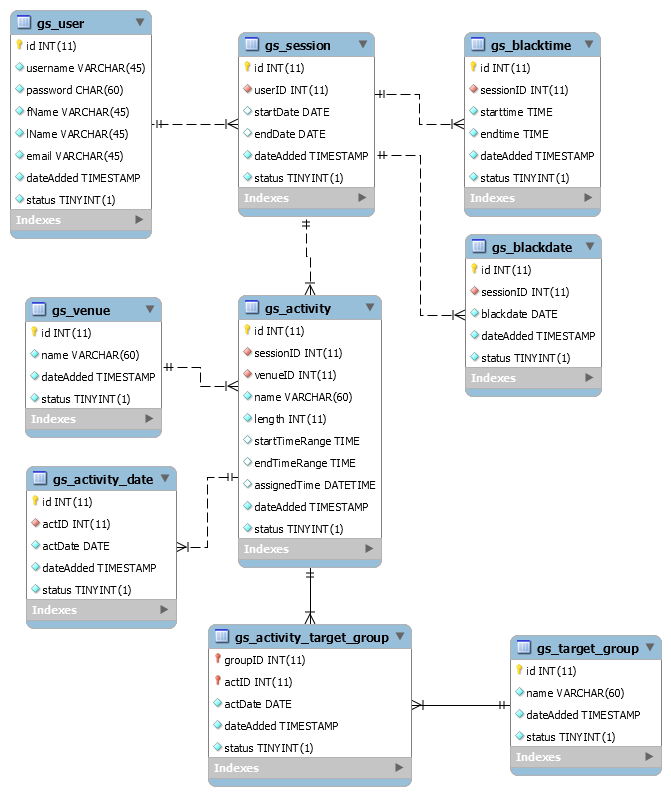 gs_user
id INT(11)
username VARCHAR(45)
password CHAR(60)
fName VARCHAR(45)
lName VARCHAR(45)
email VARCHAR(45)
dateAdded TIMESTAMP
status TINYINT(1)
Indexes
gs_session
id INT(11)
userID INT(11)
startDate DATE
endDate DATE
dateAdded TIMESTAMP
status TINYINT(1)
Indexes
gs_blacktime
id INT(11)
sessionID INT(11)
starttime TIME
endtime TIME
dateAdded TIMESTAMP
status TINYINT(1)
Indexes
gs_blackdate
id INT(11)
sessionID INT(11)
blackdate DATE
dateAdded TIMESTAMP
status TINYINT(1)
Indexes
gs_venue
id INT(11)
name VARCHAR(60)
dateAdded TIMESTAMP
status TINYINT(1)
Indexes
gs_activity
id INT(11)
sessionID INT(11)
venueID INT(11)
name VARCHAR(60)
length INT(11)
startTimeRange TIME
endTimeRange TIME
assignedTime DATETIME
dateAdded TIMESTAMP
status TINYINT(1)
Indexes
gs_activity_date
id INT(11)
actID INT(11)
actDate DATE
dateAdded TIMESTAMP
status TINYINT(1)
Indexes
gs_activity_target_group
groupID INT(11)
actID INT(11)
actDate DATE
dateAdded TIMESTAMP
status TINYINT(1)
Indexes
gs_target_group
id INT(11)
name VARCHAR(60)
dateAdded TIMESTAMP
status TINYINT(1)
Indexes